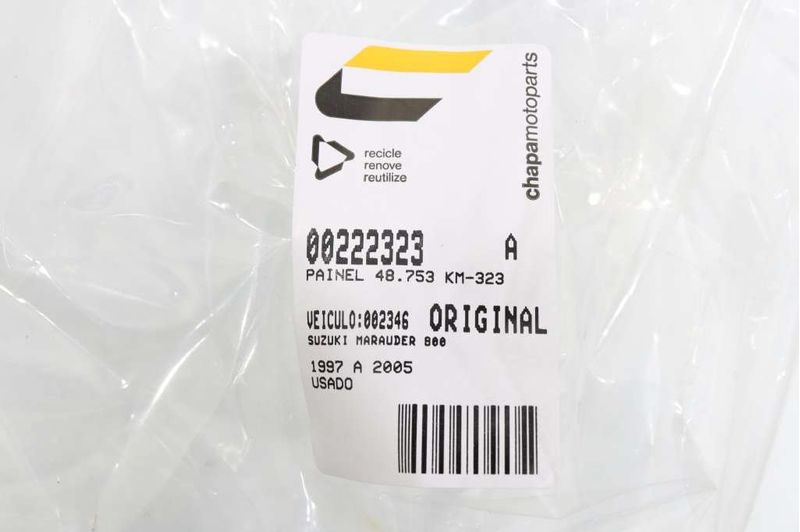 chapamotoparts
recicle
renove
reutilize
00222323 A
PAINEL 48.753 KM-323
VEICULO:002346 ORIGINAL
SUZUKI MARAUDER 800
1997 A 2005
USADO